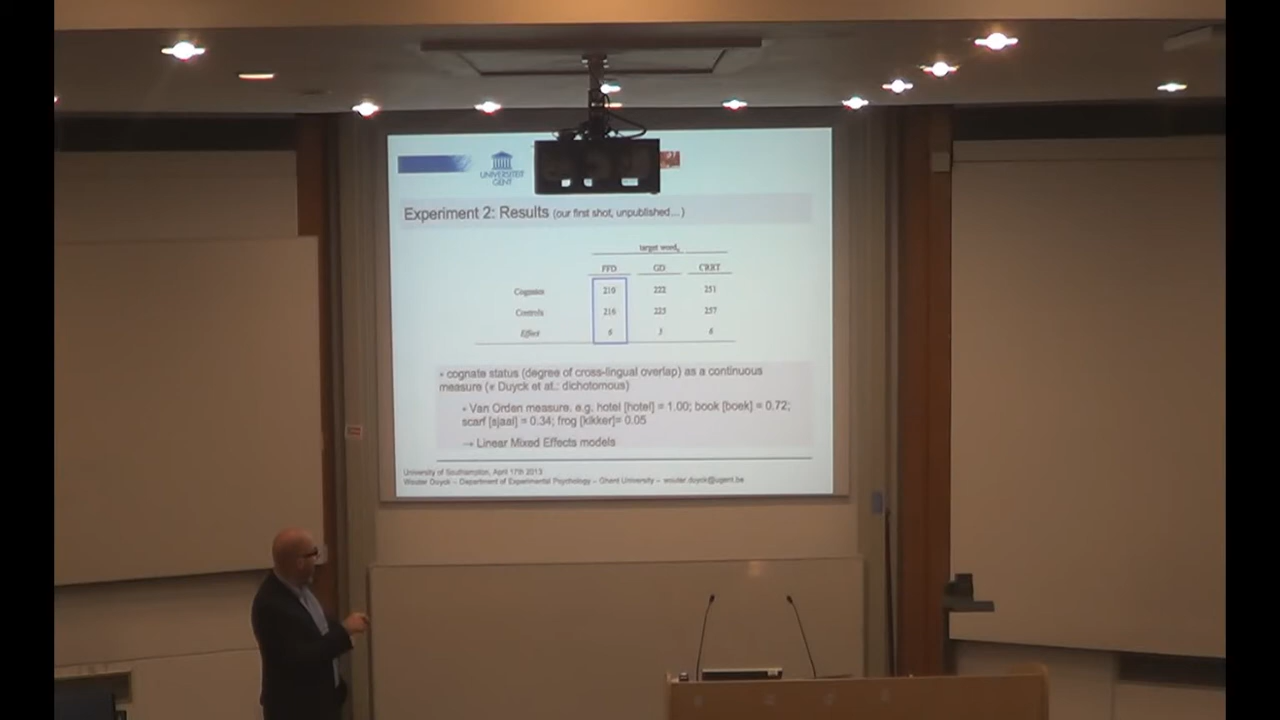 UNIVERSITEIT
GENT
Experiment 2: Results (our first shot, unpublished...)
target word
FFD GD CRRT
Cognates 210 222 251
Controls 216 225 257
Effect 6 3 6
• cognate status (degree of cross-lingual overlap) as a continuous
measure (≠ Duyck et al.: dichotomous)
• Van Orden measure. e.g. hotel [hotel] = 1.00; book [boek] = 0.72;
scarf [sjaal] = 0.34; frog [kikker]= 0.05
→ Linear Mixed Effects models
University of Southampton, April 17th 2013
Wouter Duyck – Department of Experimental Psychology – Ghent University – wouter.duyck@ugent.be